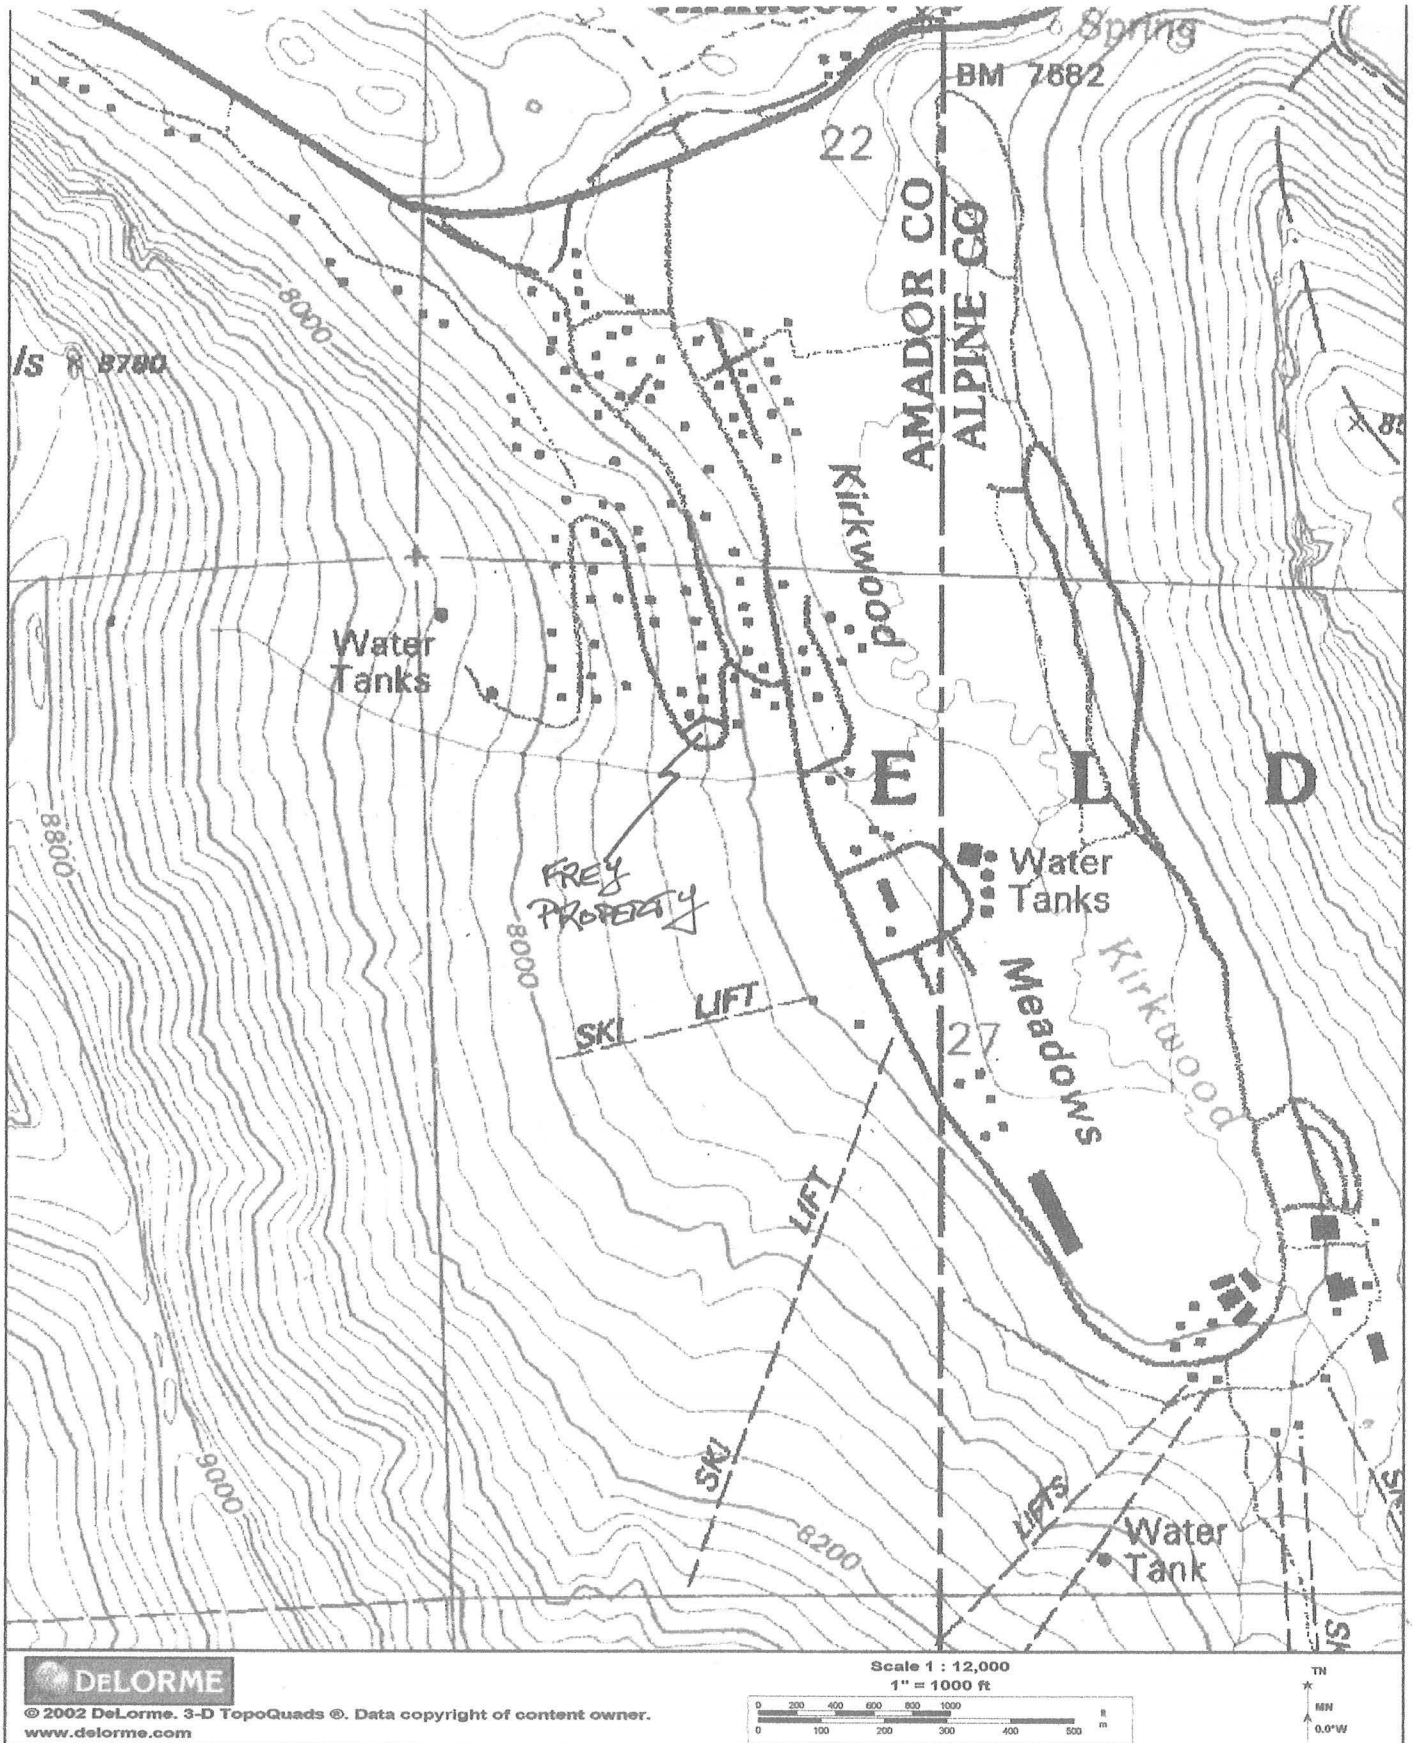 Spring
BM 7682
22
AMADOR CO
ALPINE CO
8000
8780
Kirkwood
Water
Tanks
E L D
8800
FREY
PROPERTY
Water
Tanks
8000
Meadows
Kirkwood
SKI LIFT
27
SKI LIFT
9000
8200
LIFTS
Water
Tank
DELORME
© 2002 DeLorme. 3-D TopoQuads ®. Data copyright of content owner.
www.delorme.com
Scale 1 : 12,000
1" = 1000 ft
0 200 400 600 800 1000
ft
0 100 200 300 400 500
m
TN
MN
0.0°W